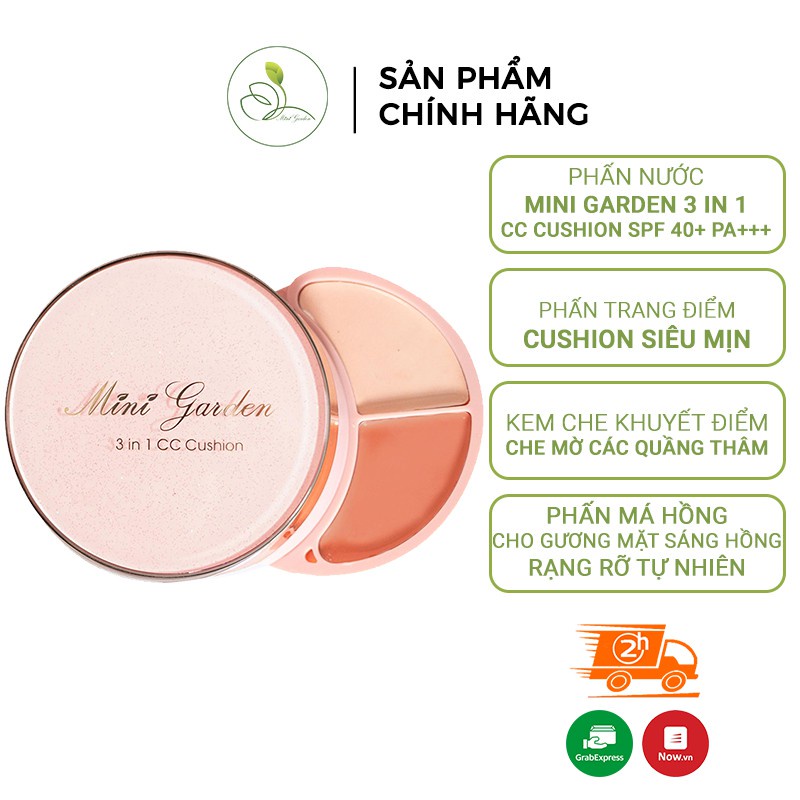 Mini Garden
SẢN PHẨM
CHÍNH HÃNG
PHẤN NƯỚC
MINI GARDEN 3 IN 1
CC CUSHION SPF 40+ PA+++
PHẤN TRANG ĐIỂM
CUSHION SIÊU MỊN
KEM CHE KHUYẾT ĐIỂM
CHE MỜ CÁC QUẦNG THÂM
PHẤN MÁ HỒNG
CHO GƯƠNG MẶT SÁNG HỒNG
RẠNG RỠ TỰ NHIÊN
Mini Garden
3 in 1 CC Cushion
2h
GrabExpress
Now.vn